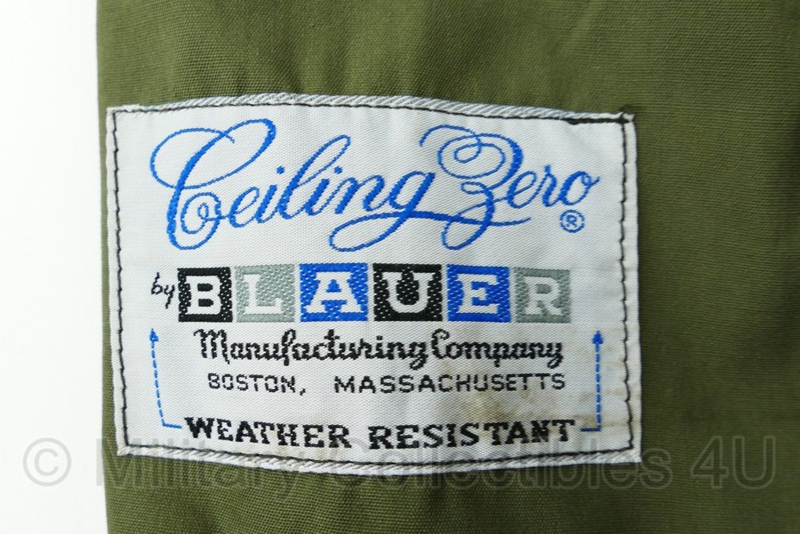 Ceiling Zero®
by BLAUER
Manufacturing Company
BOSTON, MASSACHUSETTS
WEATHER RESISTANT
© Military Collectibles 4U